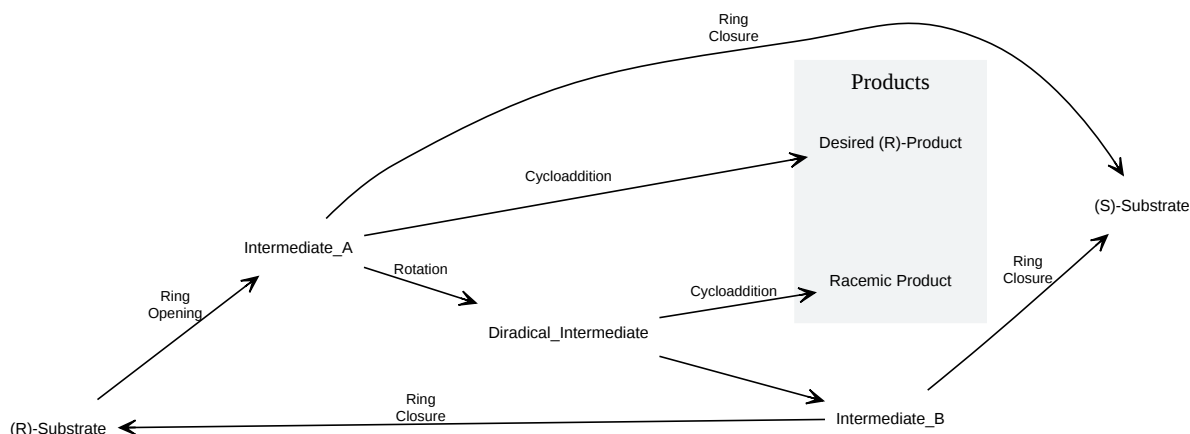 Ring
Closure
Products
Desired (R)-Product
Cycloaddition
(S)-Substrate
Intermediate_A
Rotation
Ring
Closure
Racemic Product
Cycloaddition
Ring
Opening
Diradical_Intermediate
Ring
Closure
Intermediate_B
(R)-Substrate